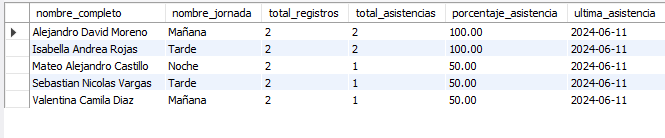 nombre_completo nombre_jornada total_registros total_asistencias porcentaje_asistencia ultima_asistencia
Alejandro David Moreno Mañana 2 2 100.00 2024-06-11
Isabella Andrea Rojas Tarde 2 2 100.00 2024-06-11
Mateo Alejandro Castillo Noche 2 1 50.00 2024-06-11
Sebastian Nicolas Vargas Tarde 2 1 50.00 2024-06-11
Valentina Camila Diaz Mañana 2 1 50.00 2024-06-11